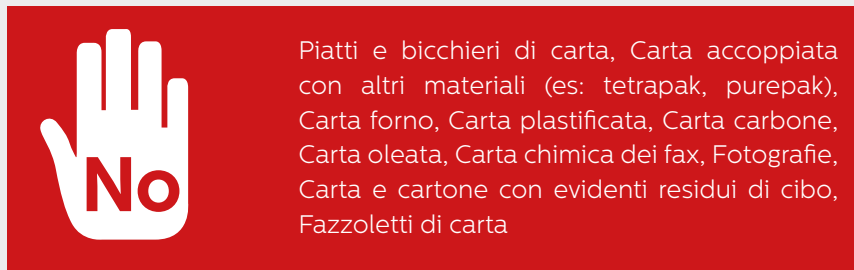 No
Piatti e bicchieri di carta, Carta accoppiata
con altri materiali (es: tetrapak, purepak),
Carta forno, Carta plastificata, Carta carbone,
Carta oleata, Carta chimica dei fax, Fotografie,
Carta e cartone con evidenti residui di cibo,
Fazzoletti di carta